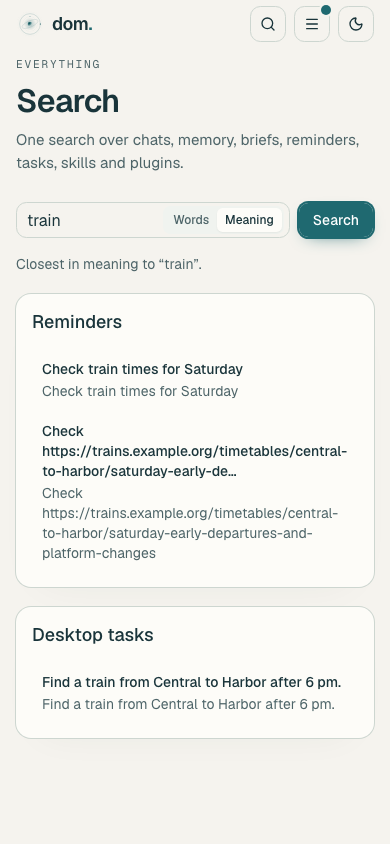 dom.
EVERYTHING
Search
One search over chats, memory, briefs, reminders,
tasks, skills and plugins.
train
Words
Meaning
Search
Closest in meaning to “train”.
Reminders
Check train times for Saturday
Check train times for Saturday
Check
https://trains.example.org/timetables/central-
to-harbor/saturday-early-de…
Check
https://trains.example.org/timetables/central-
to-harbor/saturday-early-departures-and-
platform-changes
Desktop tasks
Find a train from Central to Harbor after 6 pm.
Find a train from Central to Harbor after 6 pm.